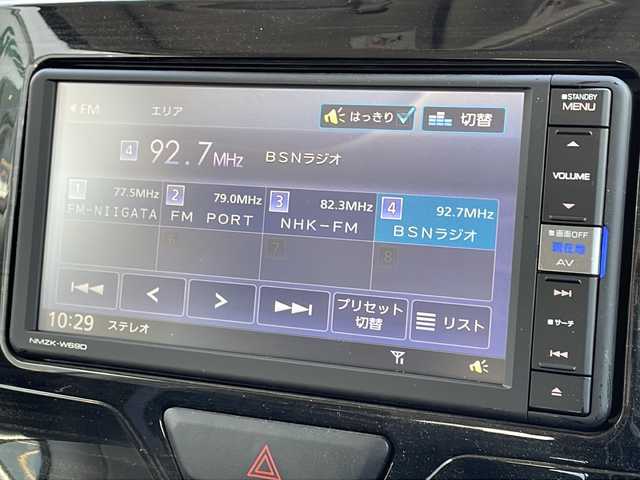 FM エリア はっきり 切替
4 92.7MHz BSNラジオ
1 77.5MHz 2 79.0MHz 3 82.3MHz 4 92.7MHz
FM-NIIGATA FM PORT NHK-FM BSNラジオ
6 7 8
プリセット
切替
リスト
10:29 ステレオ
NMZK-W69D
STANDBY
MENU
VOLUME
画面OFF
現在地
AV
サーチ